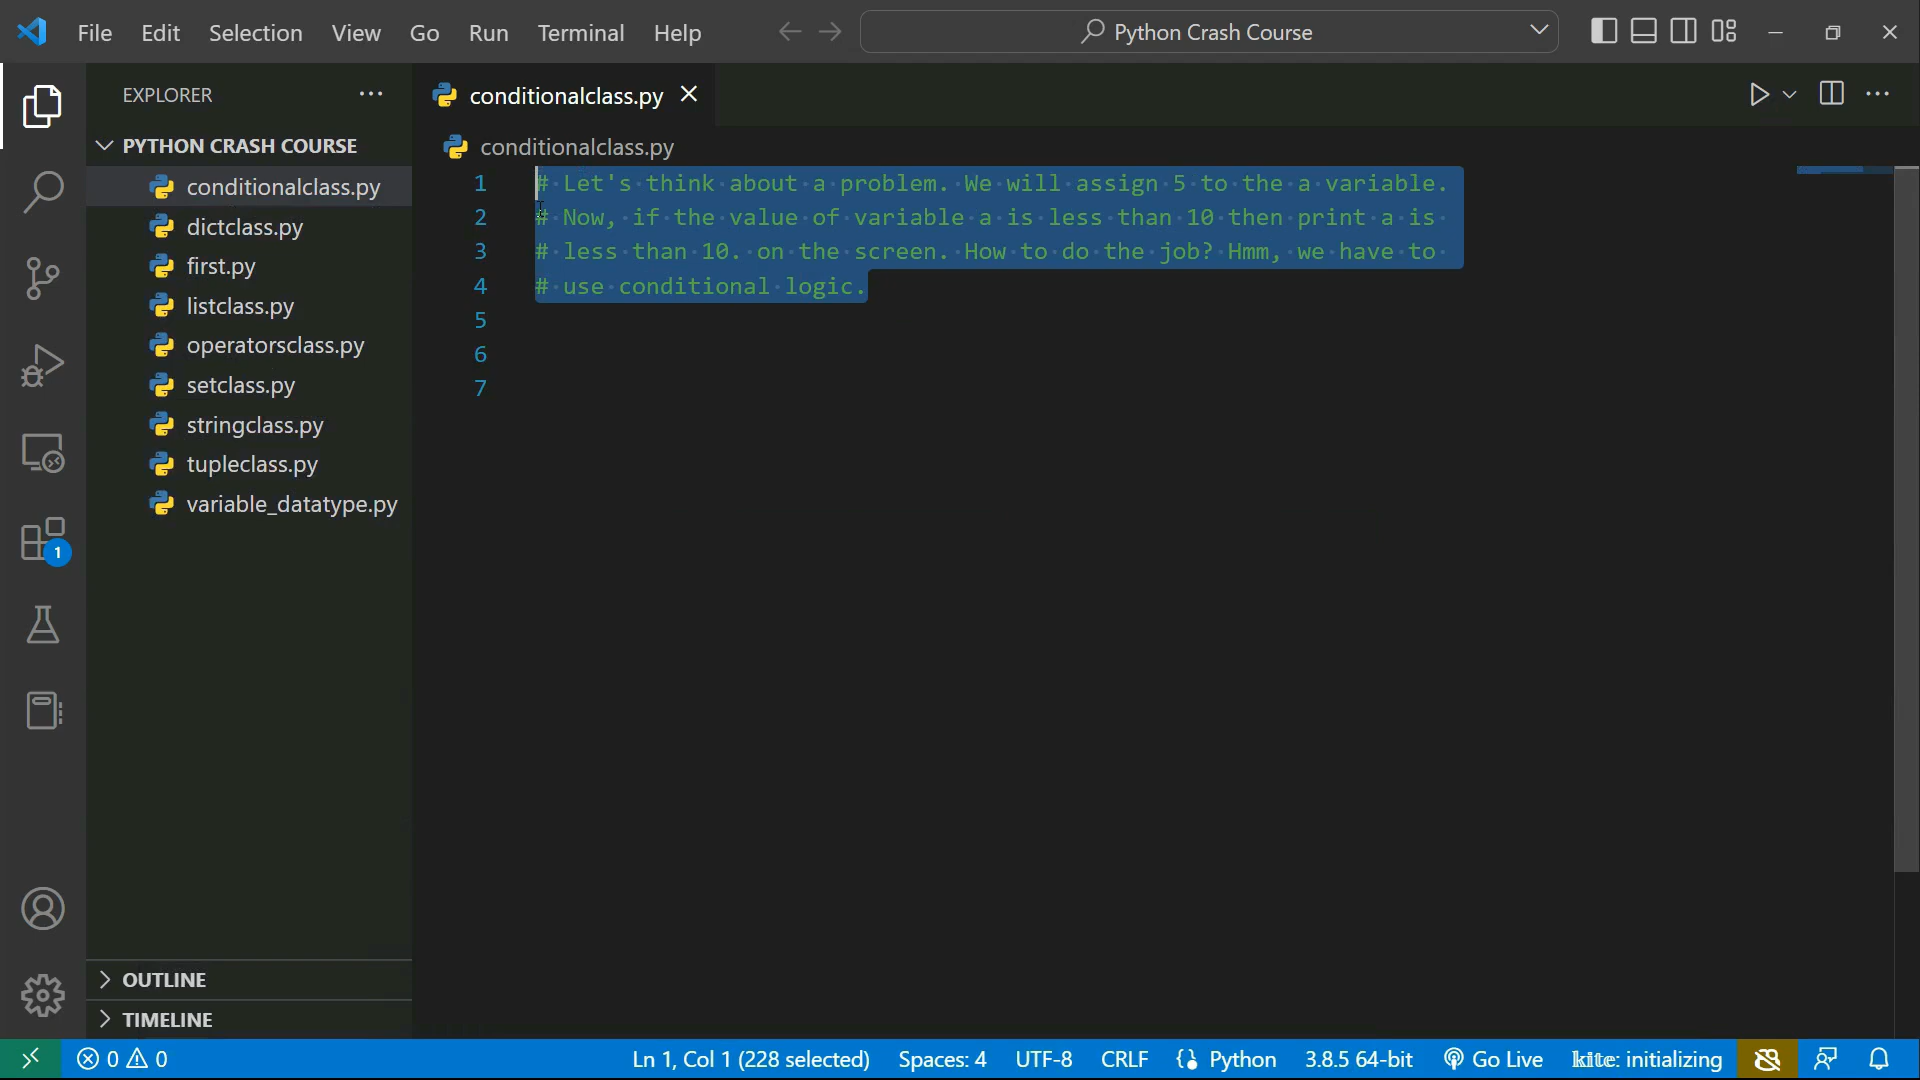 File Edit Selection View Go Run Terminal Help Python Crash Course
EXPLORER
PYTHON CRASH COURSE
conditionalclass.py
dictclass.py
first.py
listclass.py
operatorsclass.py
setclass.py
stringclass.py
tupleclass.py
variable_datatype.py
OUTLINE
TIMELINE
1
conditionalclass.py
conditionalclass.py
1 # Let's think about a problem. We will assign 5 to the a variable.
2 # Now, if the value of variable a is less than 10 then print a is
3 # less than 10. on the screen. How to do the job? Hmm, we have to
4 # use conditional logic.
5
6
7
0 0 Ln 1, Col 1 (228 selected) Spaces: 4 UTF-8 CRLF Python 3.8.5 64-bit Go Live kite: initializing